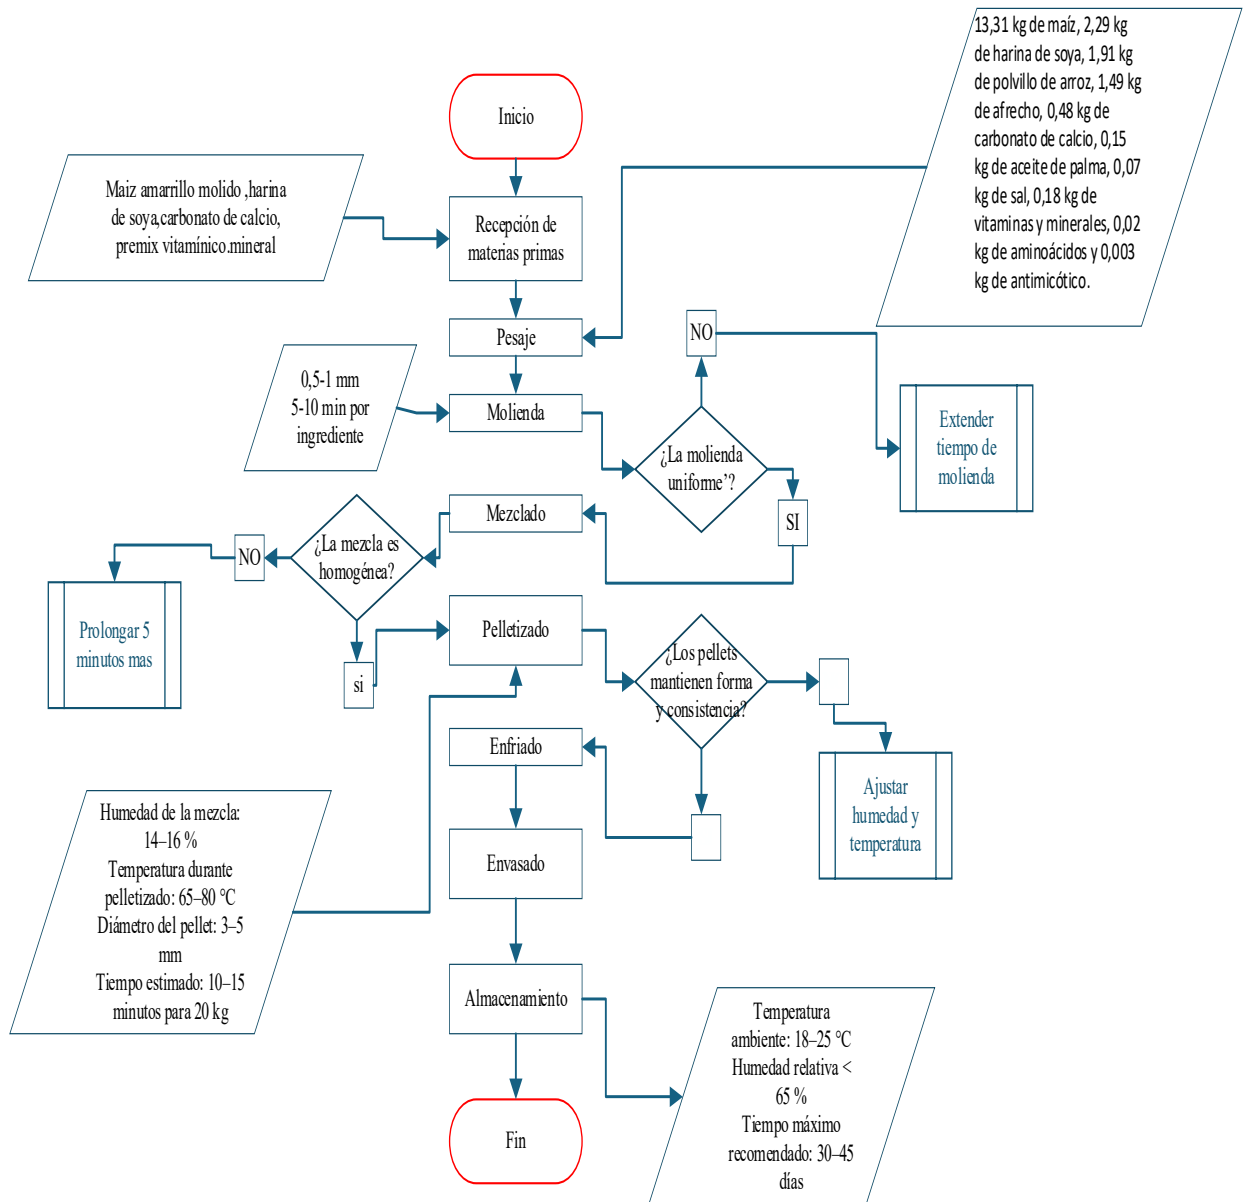 13,31 kg de maíz, 2,29 kg
de harina de soya, 1,91 kg
de polvillo de arroz, 1,49 kg
de afrecho, 0,48 kg de
carbonato de calcio, 0,15
kg de aceite de palma, 0,07
kg de sal, 0,18 kg de
vitaminas y minerales, 0,02
kg de aminoácidos y 0,003
kg de antimicótico.
Inicio
Maiz amarrillo molido ,harina
de soya,carbonato de calcio,
premix vitamínico.mineral
Recepción de
materias primas
Pesaje
NO
0,5-1 mm
5-10 min por
ingrediente
Molienda
¿La molienda
uniforme’?
Extender
tiempo de
molienda
SI
Mezclado
¿La mezcla es
homogénea?
NO
Prolongar 5
minutos mas
si
Pelletizado
¿Los pellets
mantienen forma
y consistencia?
Enfriado
Ajustar
humedad y
temperatura
Humedad de la mezcla:
14–16 %
Temperatura durante
pelletizado: 65–80 °C
Diámetro del pellet: 3–5
mm
Tiempo estimado: 10–15
minutos para 20 kg
Envasado
Almacenamiento
Temperatura
ambiente: 18–25 °C
Humedad relativa <
65 %
Tiempo máximo
recomendado: 30–45
días
Fin